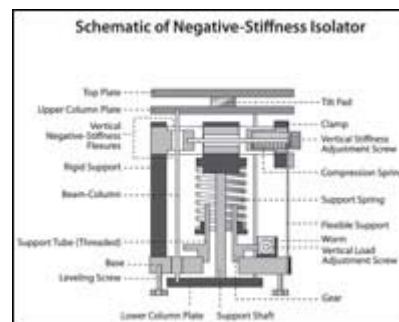 Schematic of Negative-Stiffness Isolator
Top Plate
Upper Column Plate
Vertical
Negative-Stiffness
Flexures
Rigid Support
Beam-Column
Support Tube (Threaded)
Base
Leveling Screw
Lower Column Plate
Support Shaft
Tilt Pad
Clamp
Vertical Stiffness
Adjustment Screw
Compression Spring
Support Spring
Flexible Support
Worm
Vertical Load
Adjustment Screw
Gear